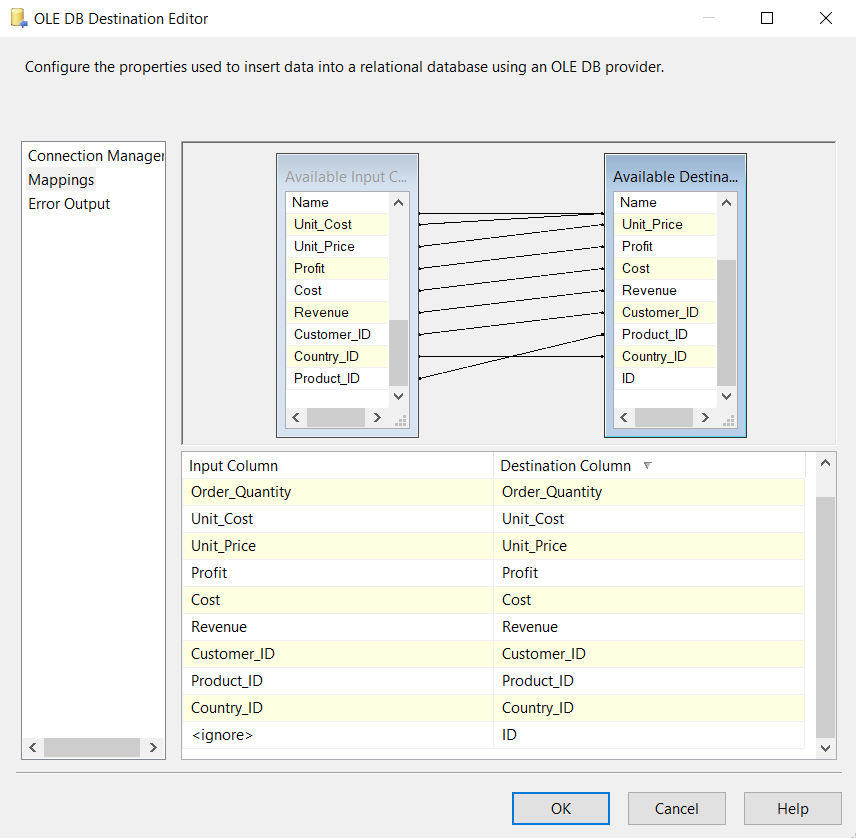 OLE DB Destination Editor
Configure the properties used to insert data into a relational database using an OLE DB provider.
Connection Manager
Mappings
Error Output
Available Input C...
Name
Unit_Cost
Unit_Price
Profit
Cost
Revenue
Customer_ID
Country_ID
Product_ID
Available Destina...
Name
Unit_Price
Profit
Cost
Revenue
Customer_ID
Product_ID
Country_ID
ID
Input Column Destination Column
Order_Quantity Order_Quantity
Unit_Cost Unit_Cost
Unit_Price Unit_Price
Profit Profit
Cost Cost
Revenue Revenue
Customer_ID Customer_ID
Product_ID Product_ID
Country_ID Country_ID
<ignore> ID
OK Cancel Help